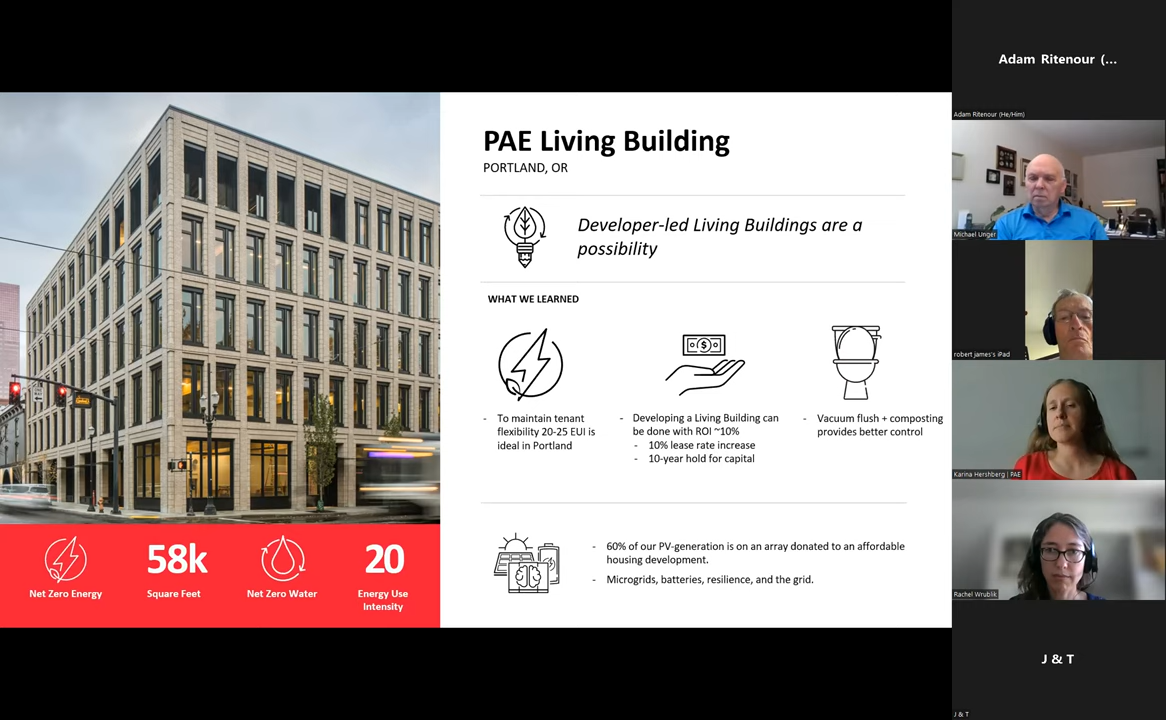 PAE Living Building
PORTLAND, OR
Developer-led Living Buildings are a
possibility
WHAT WE LEARNED
- To maintain tenant
flexibility 20-25 EUI is
ideal in Portland
- Developing a Living Building can
be done with ROI ~10%
- 10% lease rate increase
- 10-year hold for capital
- Vacuum flush + composting
provides better control
- 60% of our PV-generation is on an array donated to an affordable
housing development.
- Microgrids, batteries, resilience, and the grid.
Net Zero Energy
58k
Square Feet
Net Zero Water
20
Energy Use
Intensity
Adam Ritenour (...
Adam Ritenour (He/Him)
Michael Unger
robert james's iPad
Karina Hershberg | PAE
Rachel Wrublik
J & T
J & T